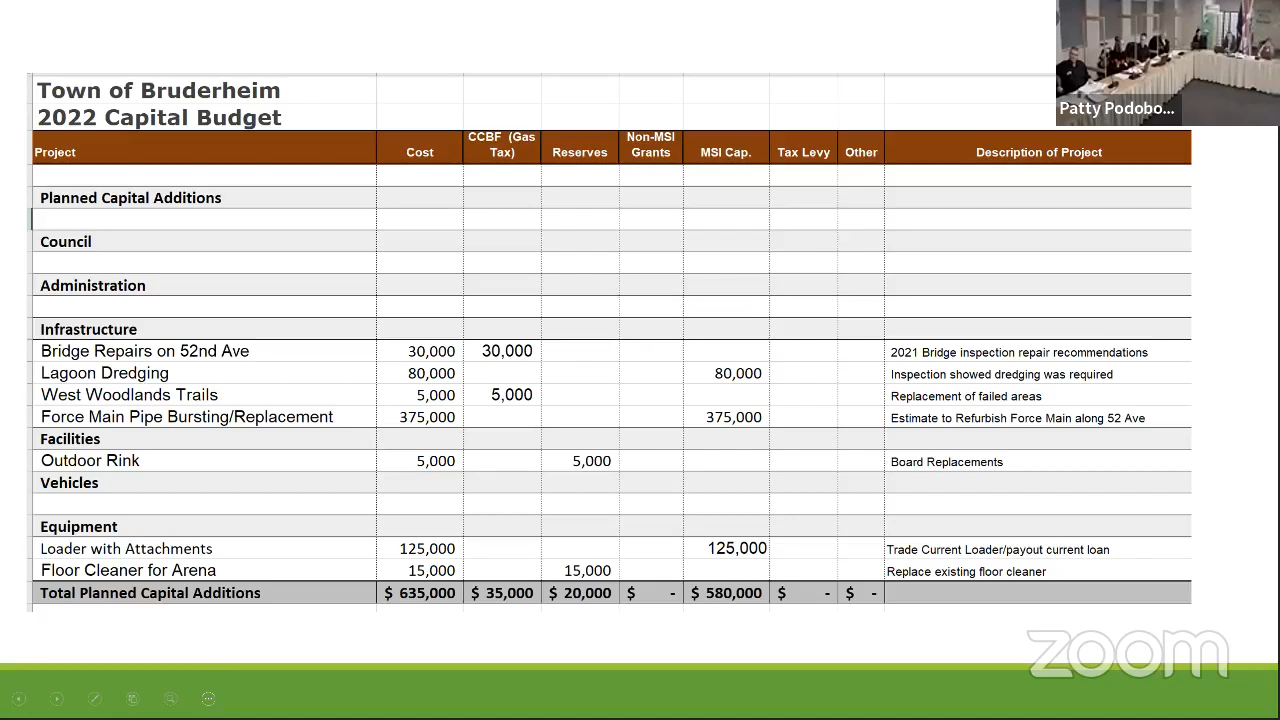 Patty Podobo...
Town of Bruderheim
2022 Capital Budget
Project Cost CCBF (Gas Tax) Reserves Non-MSI Grants MSI Cap. Tax Levy Other Description of Project
Planned Capital Additions
Council
Administration
Infrastructure
Bridge Repairs on 52nd Ave 30,000 30,000 2021 Bridge inspection repair recommendations
Lagoon Dredging 80,000 80,000 Inspection showed dredging was required
West Woodlands Trails 5,000 5,000 Replacement of failed areas
Force Main Pipe Bursting/Replacement 375,000 375,000 Estimate to Refurbish Force Main along 52 Ave
Facilities
Outdoor Rink 5,000 5,000 Board Replacements
Vehicles
Equipment
Loader with Attachments 125,000 125,000 Trade Current Loader/payout current loan
Floor Cleaner for Arena 15,000 15,000 Replace existing floor cleaner
Total Planned Capital Additions $ 635,000 $ 35,000 $ 20,000 $ - $ 580,000 $ - $ -
zoom